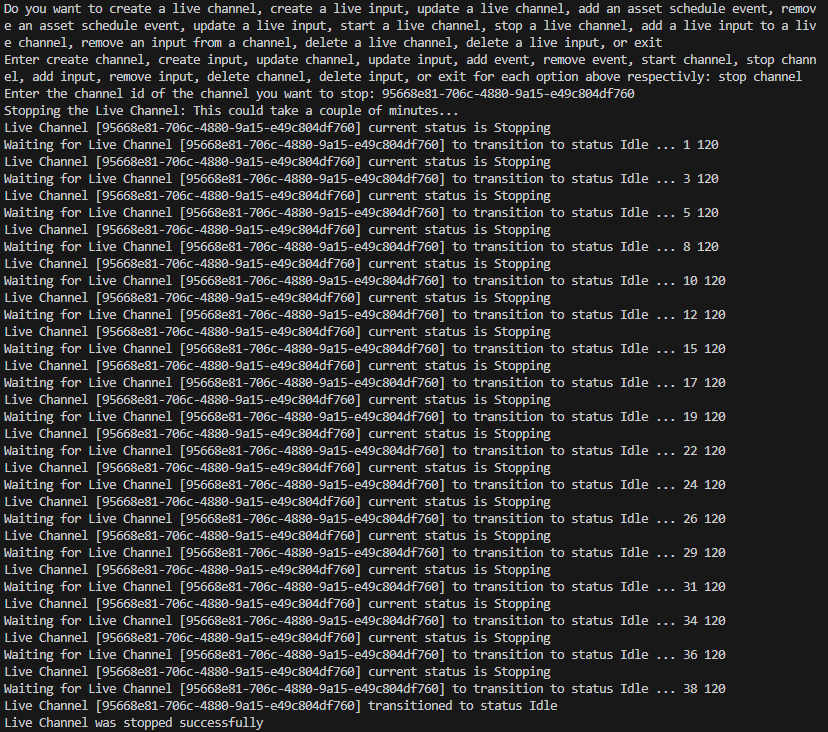 Do you want to create a live channel, create a live input, update a live channel, add an asset schedule event, remov
e an asset schedule event, update a live input, start a live channel, stop a live channel, add a live input to a liv
e channel, remove an input from a channel, delete a live channel, delete a live input, or exit
Enter create channel, create input, update channel, update input, add event, remove event, start channel, stop chann
el, add input, remove input, delete channel, delete input, or exit for each option above respectivly: stop channel
Enter the channel id of the channel you want to stop: 95668e81-706c-4880-9a15-e49c804df760
Stopping the Live Channel: This could take a couple of minutes...
Live Channel [95668e81-706c-4880-9a15-e49c804df760] current status is Stopping
Waiting for Live Channel [95668e81-706c-4880-9a15-e49c804df760] to transition to status Idle ... 1 120
Live Channel [95668e81-706c-4880-9a15-e49c804df760] current status is Stopping
Waiting for Live Channel [95668e81-706c-4880-9a15-e49c804df760] to transition to status Idle ... 3 120
Live Channel [95668e81-706c-4880-9a15-e49c804df760] current status is Stopping
Waiting for Live Channel [95668e81-706c-4880-9a15-e49c804df760] to transition to status Idle ... 5 120
Live Channel [95668e81-706c-4880-9a15-e49c804df760] current status is Stopping
Waiting for Live Channel [95668e81-706c-4880-9a15-e49c804df760] to transition to status Idle ... 8 120
Live Channel [95668e81-706c-4880-9a15-e49c804df760] current status is Stopping
Waiting for Live Channel [95668e81-706c-4880-9a15-e49c804df760] to transition to status Idle ... 10 120
Live Channel [95668e81-706c-4880-9a15-e49c804df760] current status is Stopping
Waiting for Live Channel [95668e81-706c-4880-9a15-e49c804df760] to transition to status Idle ... 12 120
Live Channel [95668e81-706c-4880-9a15-e49c804df760] current status is Stopping
Waiting for Live Channel [95668e81-706c-4880-9a15-e49c804df760] to transition to status Idle ... 15 120
Live Channel [95668e81-706c-4880-9a15-e49c804df760] current status is Stopping
Waiting for Live Channel [95668e81-706c-4880-9a15-e49c804df760] to transition to status Idle ... 17 120
Live Channel [95668e81-706c-4880-9a15-e49c804df760] current status is Stopping
Waiting for Live Channel [95668e81-706c-4880-9a15-e49c804df760] to transition to status Idle ... 19 120
Live Channel [95668e81-706c-4880-9a15-e49c804df760] current status is Stopping
Waiting for Live Channel [95668e81-706c-4880-9a15-e49c804df760] to transition to status Idle ... 22 120
Live Channel [95668e81-706c-4880-9a15-e49c804df760] current status is Stopping
Waiting for Live Channel [95668e81-706c-4880-9a15-e49c804df760] to transition to status Idle ... 24 120
Live Channel [95668e81-706c-4880-9a15-e49c804df760] current status is Stopping
Waiting for Live Channel [95668e81-706c-4880-9a15-e49c804df760] to transition to status Idle ... 26 120
Live Channel [95668e81-706c-4880-9a15-e49c804df760] current status is Stopping
Waiting for Live Channel [95668e81-706c-4880-9a15-e49c804df760] to transition to status Idle ... 29 120
Live Channel [95668e81-706c-4880-9a15-e49c804df760] current status is Stopping
Waiting for Live Channel [95668e81-706c-4880-9a15-e49c804df760] to transition to status Idle ... 31 120
Live Channel [95668e81-706c-4880-9a15-e49c804df760] current status is Stopping
Waiting for Live Channel [95668e81-706c-4880-9a15-e49c804df760] to transition to status Idle ... 34 120
Live Channel [95668e81-706c-4880-9a15-e49c804df760] current status is Stopping
Waiting for Live Channel [95668e81-706c-4880-9a15-e49c804df760] to transition to status Idle ... 36 120
Live Channel [95668e81-706c-4880-9a15-e49c804df760] current status is Stopping
Waiting for Live Channel [95668e81-706c-4880-9a15-e49c804df760] to transition to status Idle ... 38 120
Live Channel [95668e81-706c-4880-9a15-e49c804df760] transitioned to status Idle
Live Channel was stopped successfully